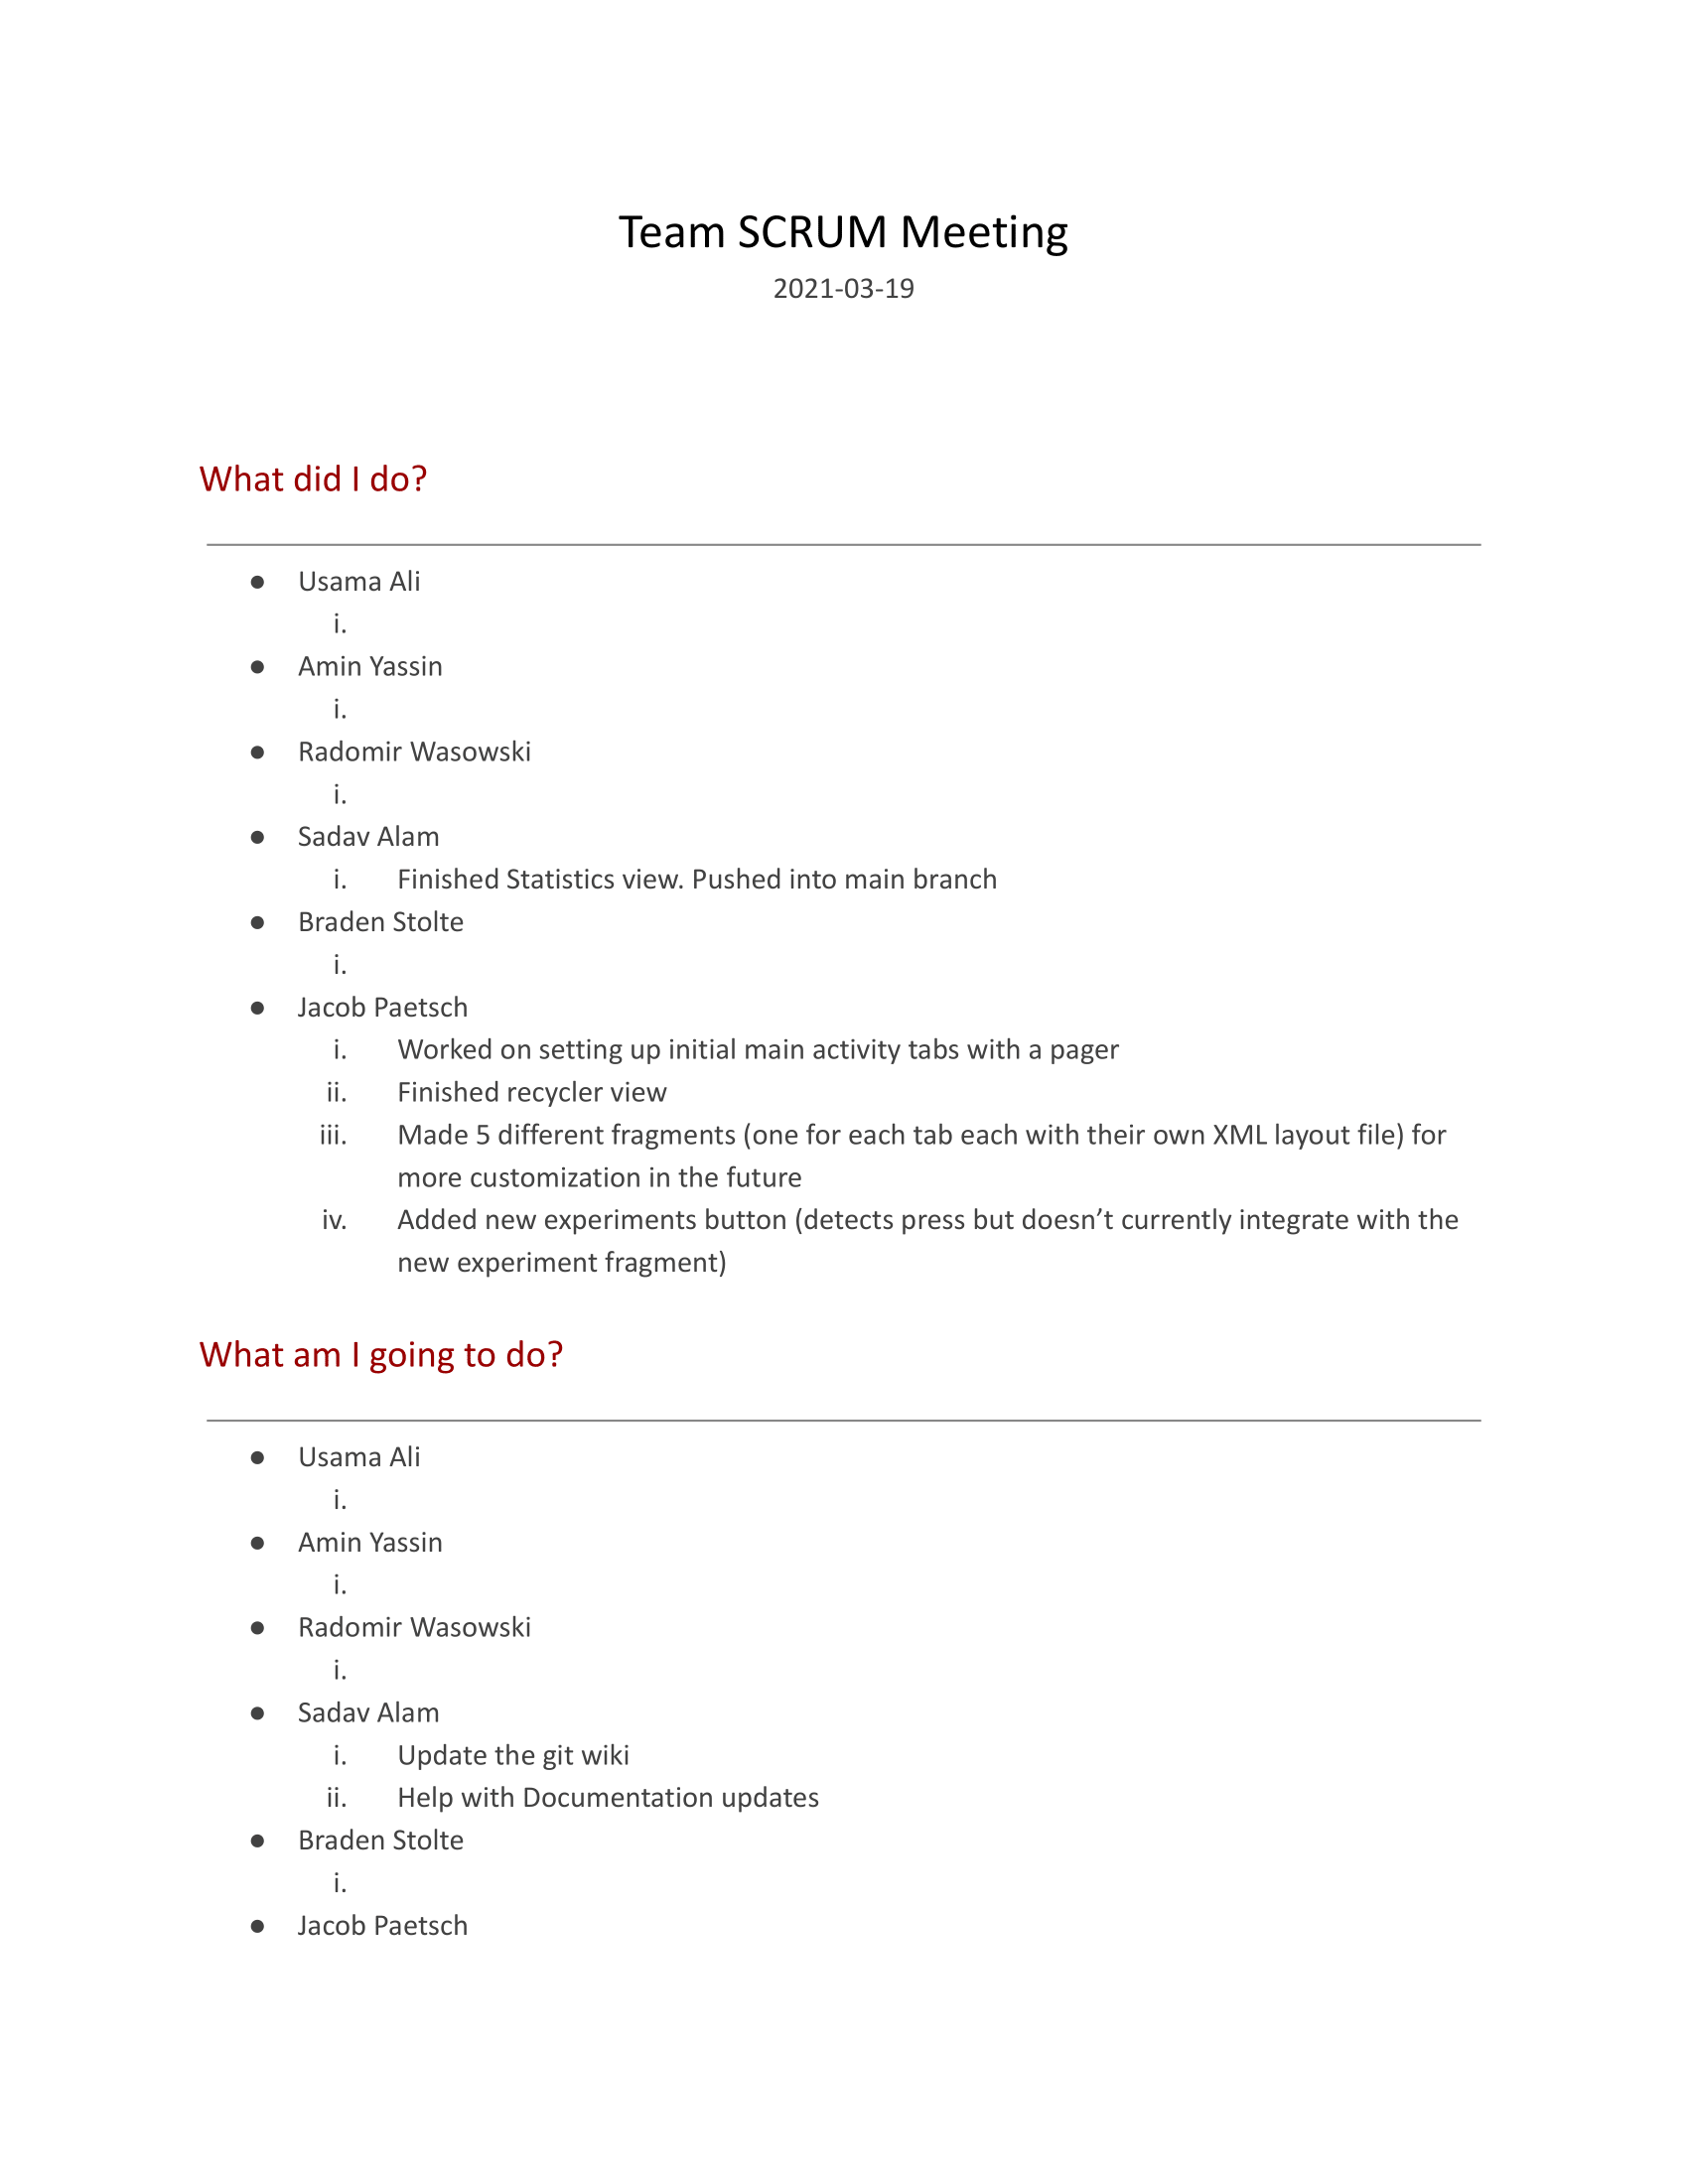 Team SCRUM Meeting
2021-03-19
What did I do?
● Usama Ali
i.
● Amin Yassin
i.
● Radomir Wasowski
i.
● Sadav Alam
i. Finished Statistics view. Pushed into main branch
● Braden Stolte
i.
● Jacob Paetsch
i. Worked on setting up initial main activity tabs with a pager
ii. Finished recycler view
iii. Made 5 different fragments (one for each tab each with their own XML layout file) for
more customization in the future
iv. Added new experiments button (detects press but doesn’t currently integrate with the
new experiment fragment)
What am I going to do?
● Usama Ali
i.
● Amin Yassin
i.
● Radomir Wasowski
i.
● Sadav Alam
i. Update the git wiki
ii. Help with Documentation updates
● Braden Stolte
i.
● Jacob Paetsch